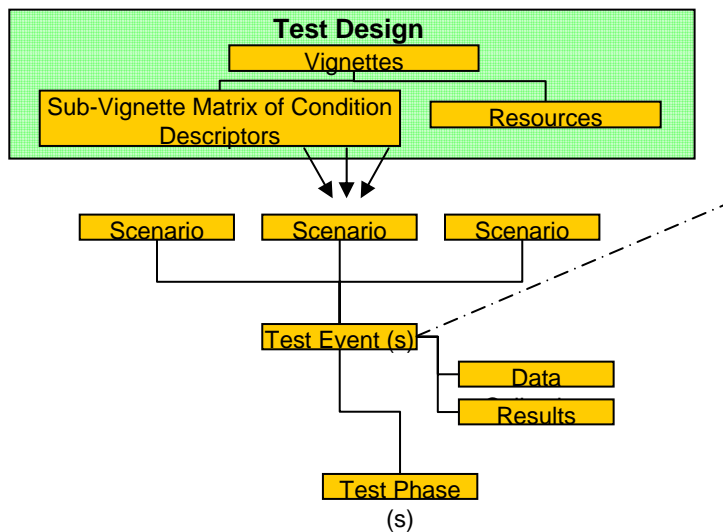 Test Design
Vignettes
Sub-Vignette Matrix of Condition
Descriptors
Resources
Scenario
Scenario
Scenario
Test Event (s)
Data
Results
Test Phase
(s)